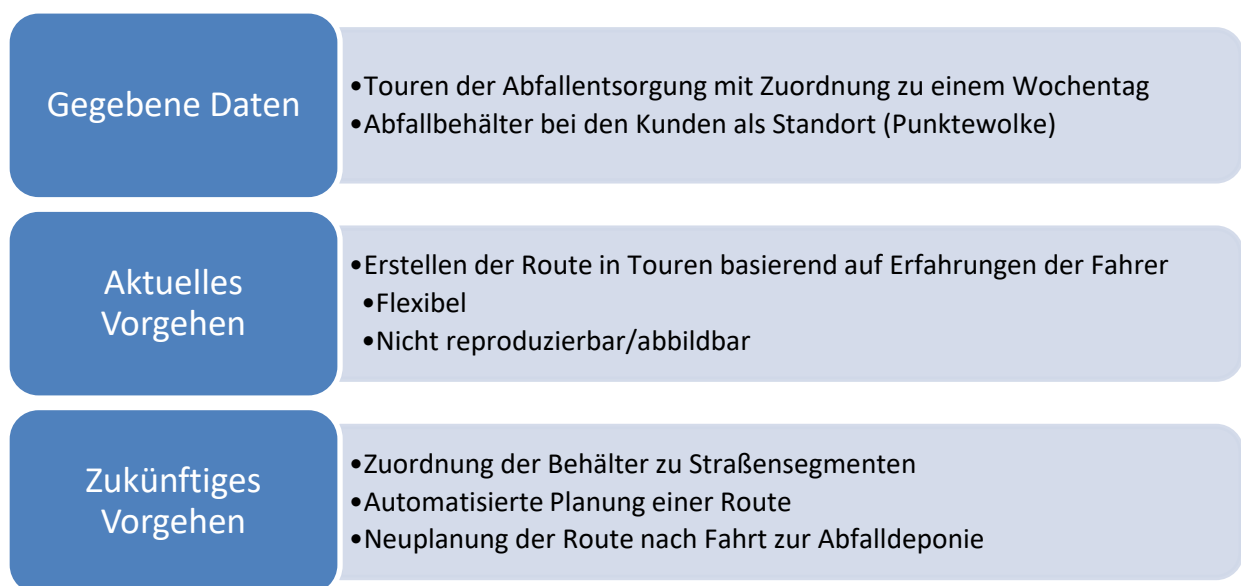 Gegebene Daten
•Touren der Abfallentsorgung mit Zuordnung zu einem Wochentag
•Abfallbehälter bei den Kunden als Standort (Punktewolke)
Aktuelles
Vorgehen
•Erstellen der Route in Touren basierend auf Erfahrungen der Fahrer
•Flexibel
•Nicht reproduzierbar/abbildbar
Zukünftiges
Vorgehen
•Zuordnung der Behälter zu Straßensegmenten
•Automatisierte Planung einer Route
•Neuplanung der Route nach Fahrt zur Abfalldeponie